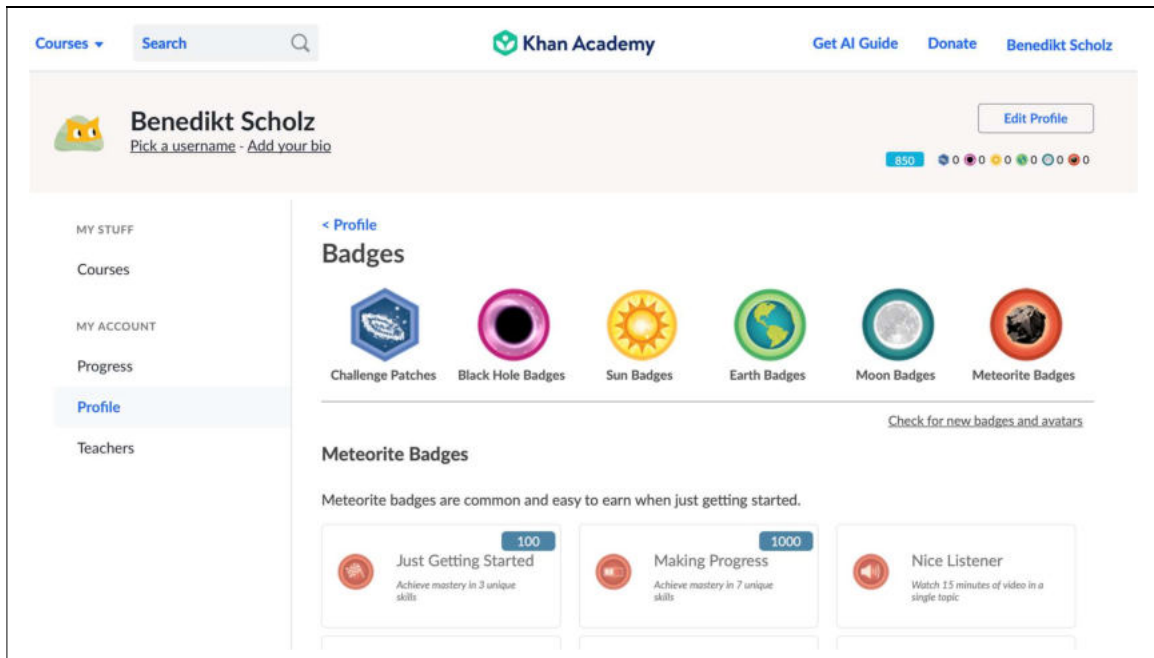 Courses
Search
Khan Academy
Get AI Guide
Donate
Benedikt Scholz
Benedikt Scholz
Pick a username - Add your bio
Edit Profile
850 0 0 0 0 0 0
MY STUFF
Courses
MY ACCOUNT
Progress
Profile
Teachers
< Profile
Badges
Challenge Patches
Black Hole Badges
Sun Badges
Earth Badges
Moon Badges
Meteorite Badges
Check for new badges and avatars
Meteorite Badges
Meteorite badges are common and easy to earn when just getting started.
100
Just Getting Started
Achieve mastery in 3 unique
skills
1000
Making Progress
Achieve mastery in 7 unique
skills
Nice Listener
Watch 15 minutes of video in a
single topic